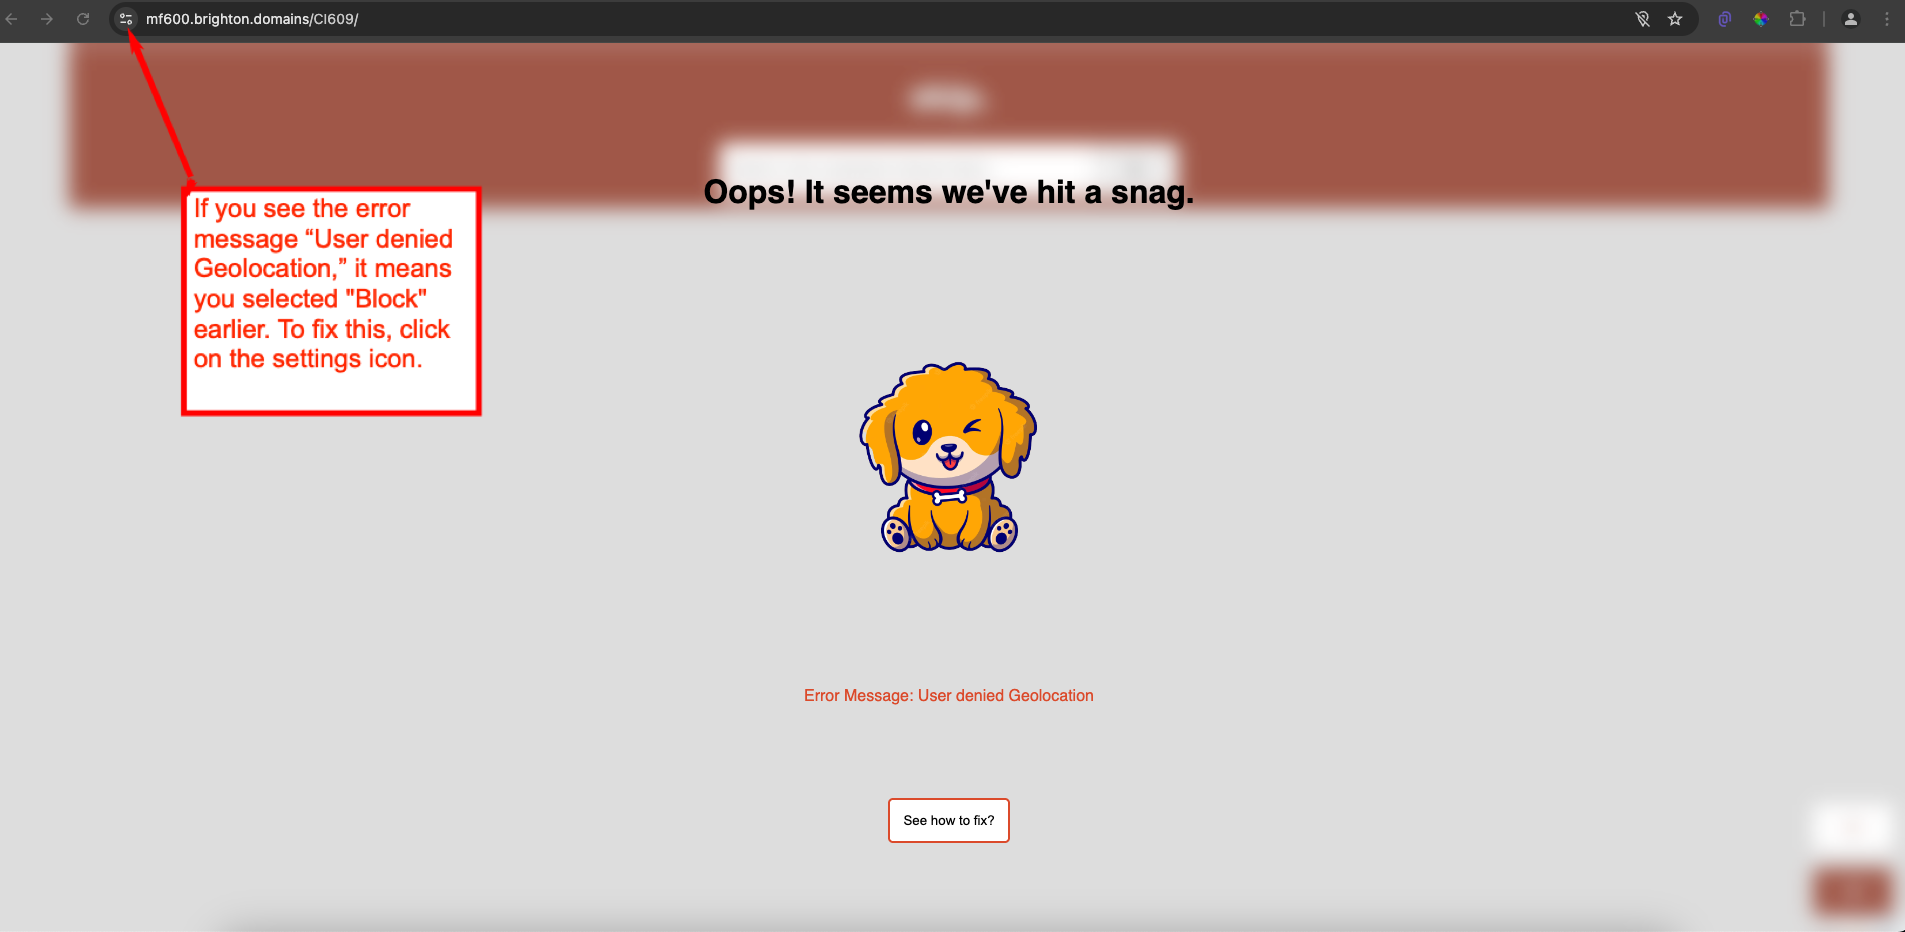 mf600.brighton.domains/CI609/
If you see the error
message “User denied
Geolocation,” it means
you selected "Block"
earlier. To fix this, click
on the settings icon.
Oops! It seems we've hit a snag.
Error Message: User denied Geolocation
See how to fix?